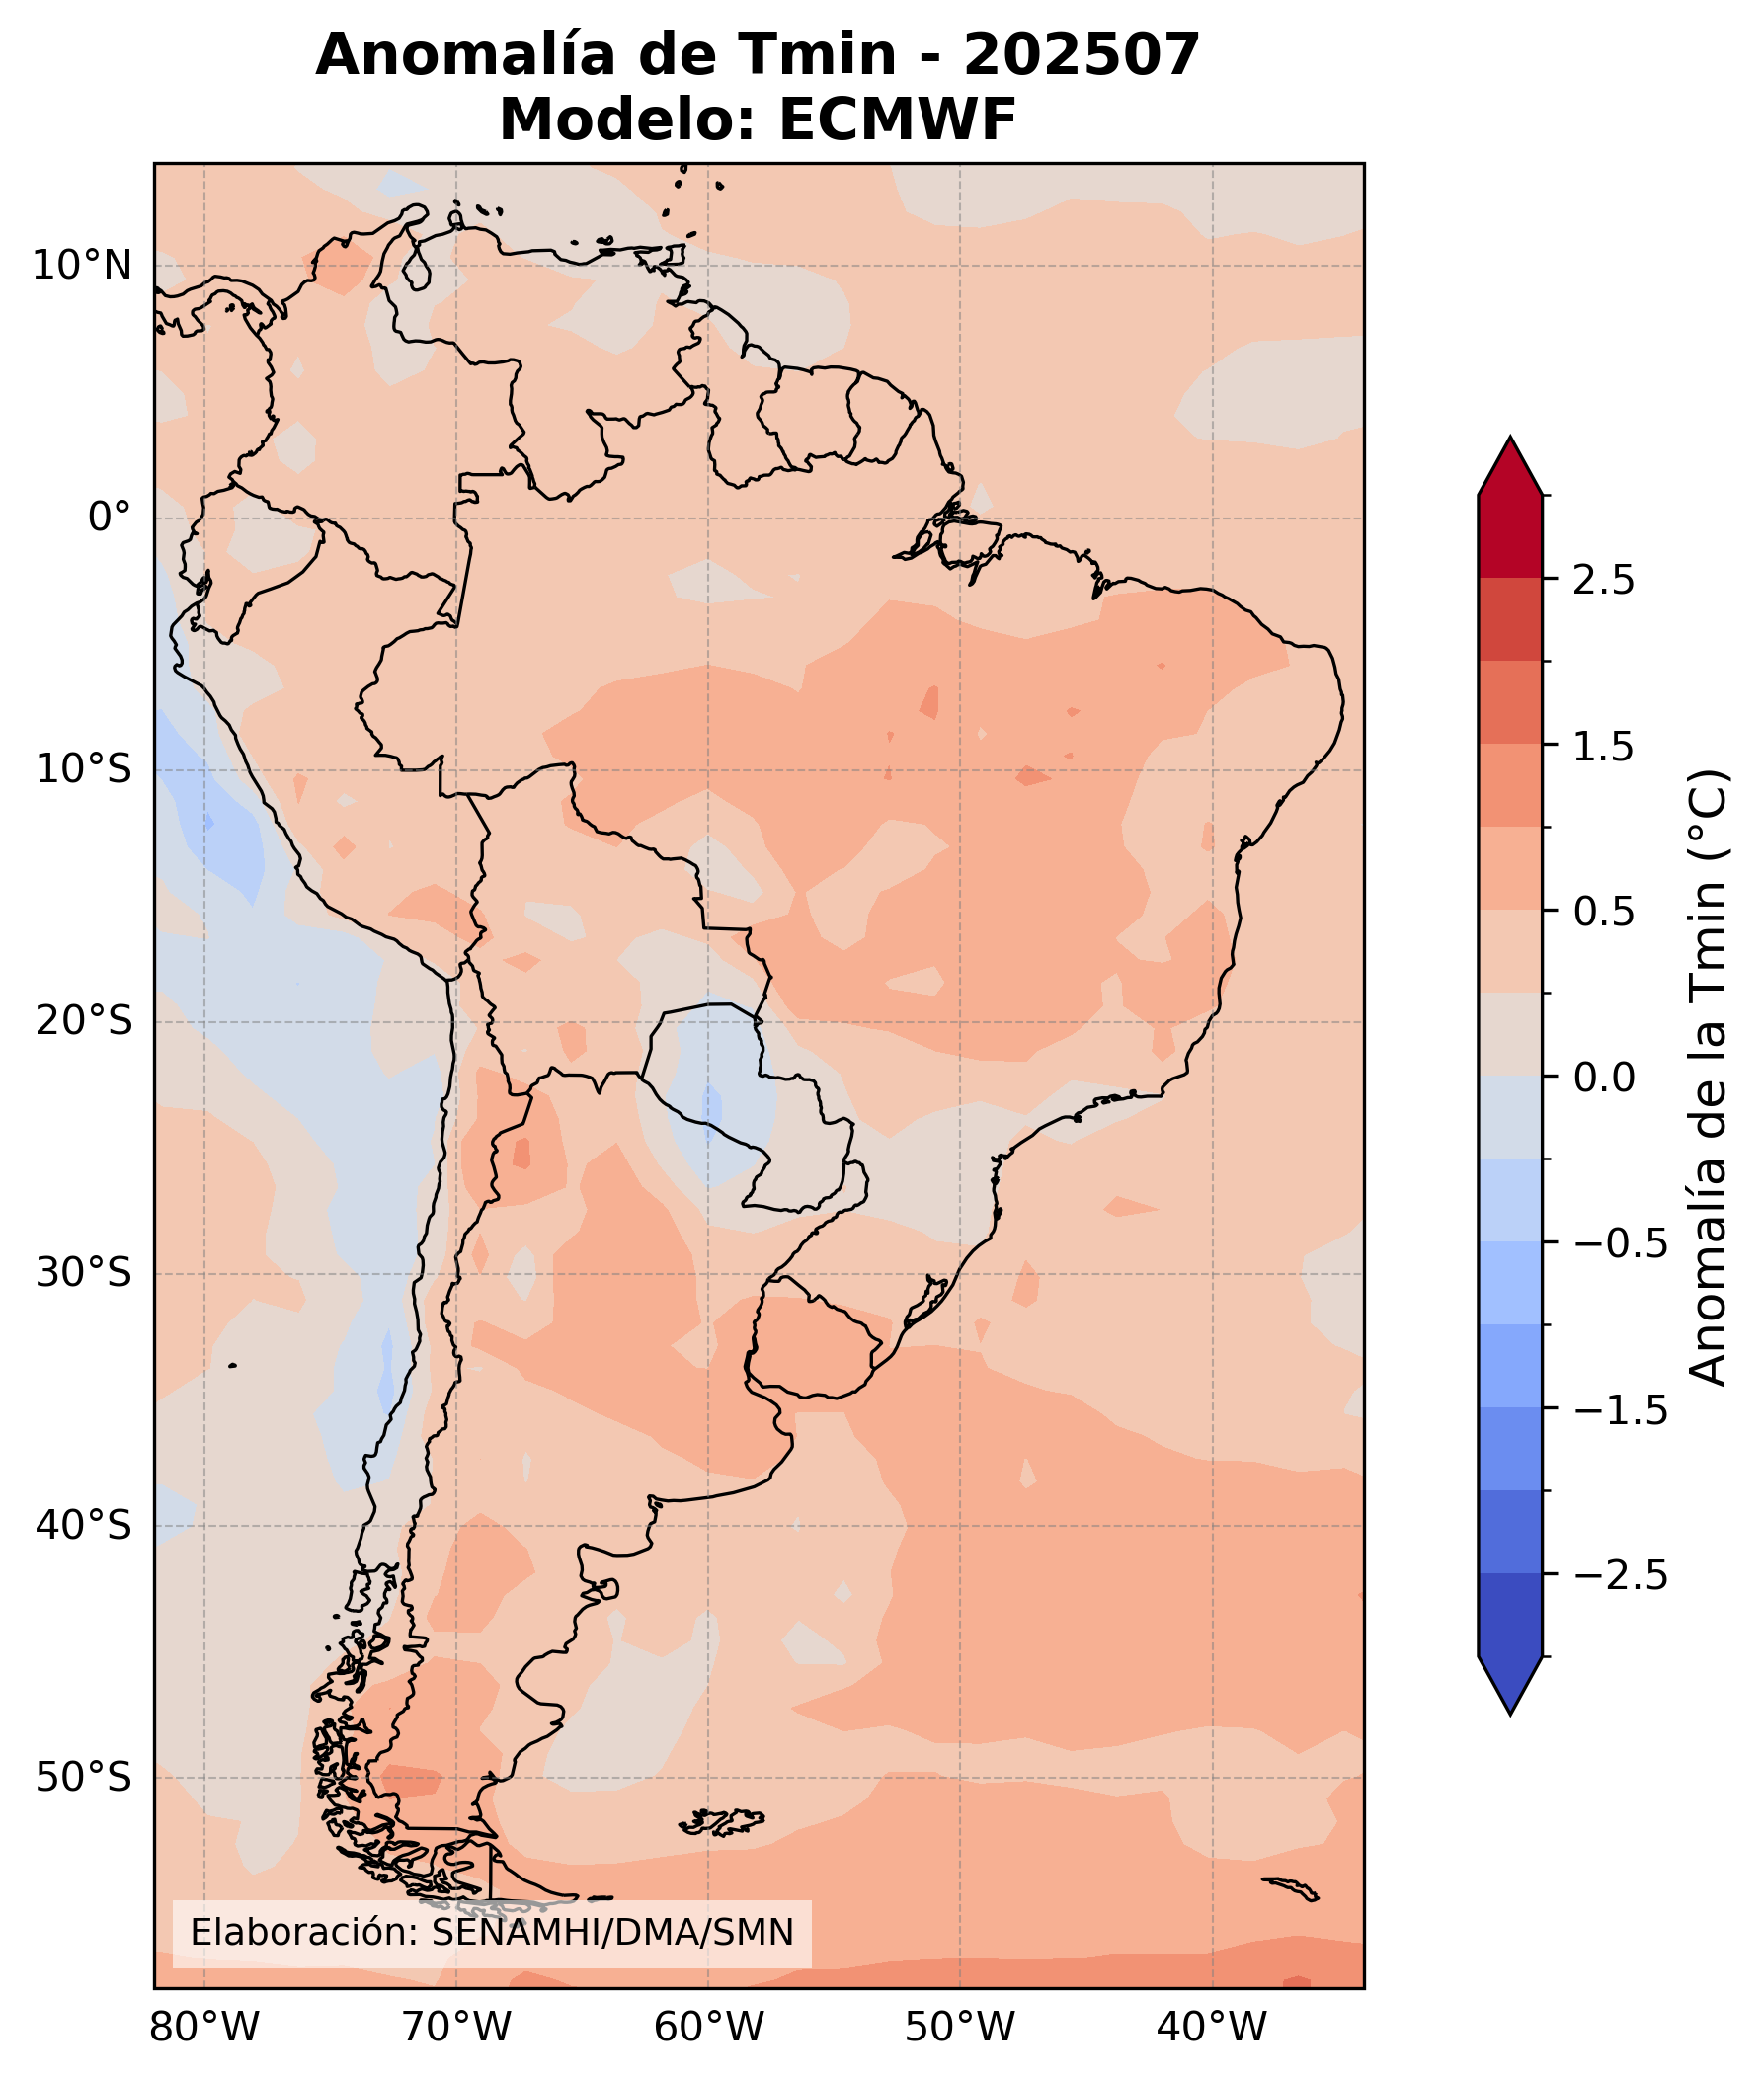 Anomalía de Tmin - 202507
Modelo: ECMWF
10°N
0°
10°S
20°S
30°S
40°S
50°S
80°W
70°W
60°W
50°W
40°W
Elaboración: SENAMHI/DMA/SMN
2.5
1.5
0.5
0.0
−0.5
−1.5
−2.5
Anomalía de la Tmin (°C)